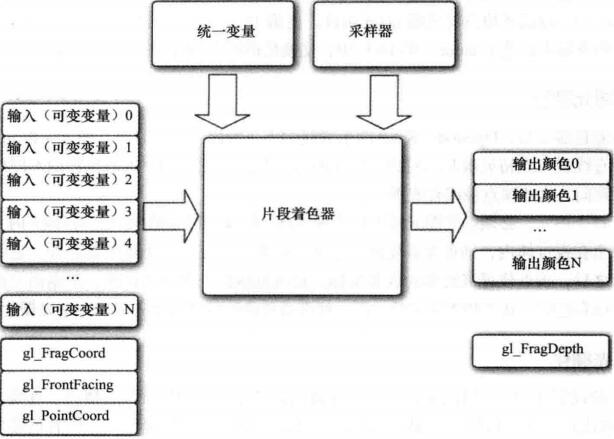 统一变量
采样器
输入（可变变量）0
输入（可变变量）1
输入（可变变量）2
输入（可变变量）3
输入（可变变量）4
...
输入（可变变量）N
gl_FragCoord
gl_FrontFacing
gl_PointCoord
片段着色器
输出颜色0
输出颜色1
...
输出颜色N
gl_FragDepth